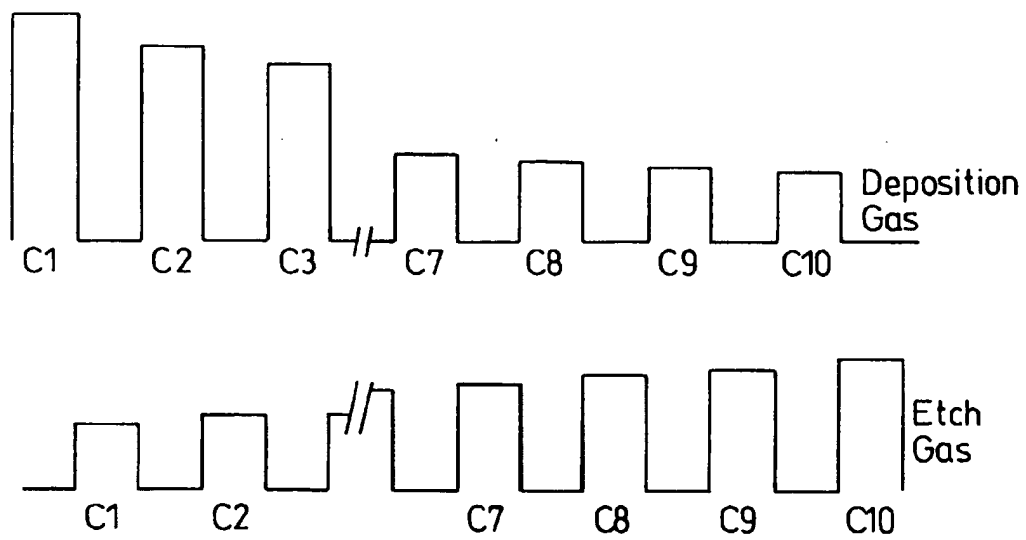 Deposition
Gas
C1 C2 C3 C7 C8 C9 C10
Etch
Gas
C1 C2 C7 C8 C9 C10